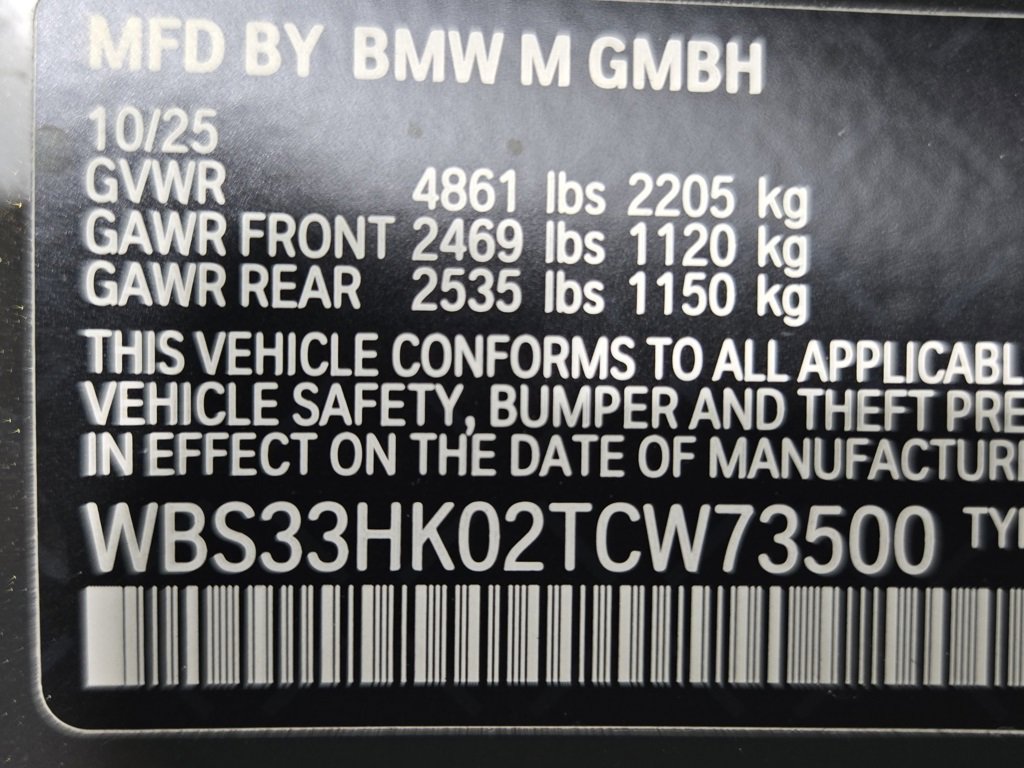 MFD BY BMW M GMBH
10/25
GVWR 4861 lbs 2205 kg
GAWR FRONT 2469 lbs 1120 kg
GAWR REAR 2535 lbs 1150 kg
THIS VEHICLE CONFORMS TO ALL APPLICABL
VEHICLE SAFETY, BUMPER AND THEFT PRE
IN EFFECT ON THE DATE OF MANUFACTURE
WBS33HK02TCW73500 TYP